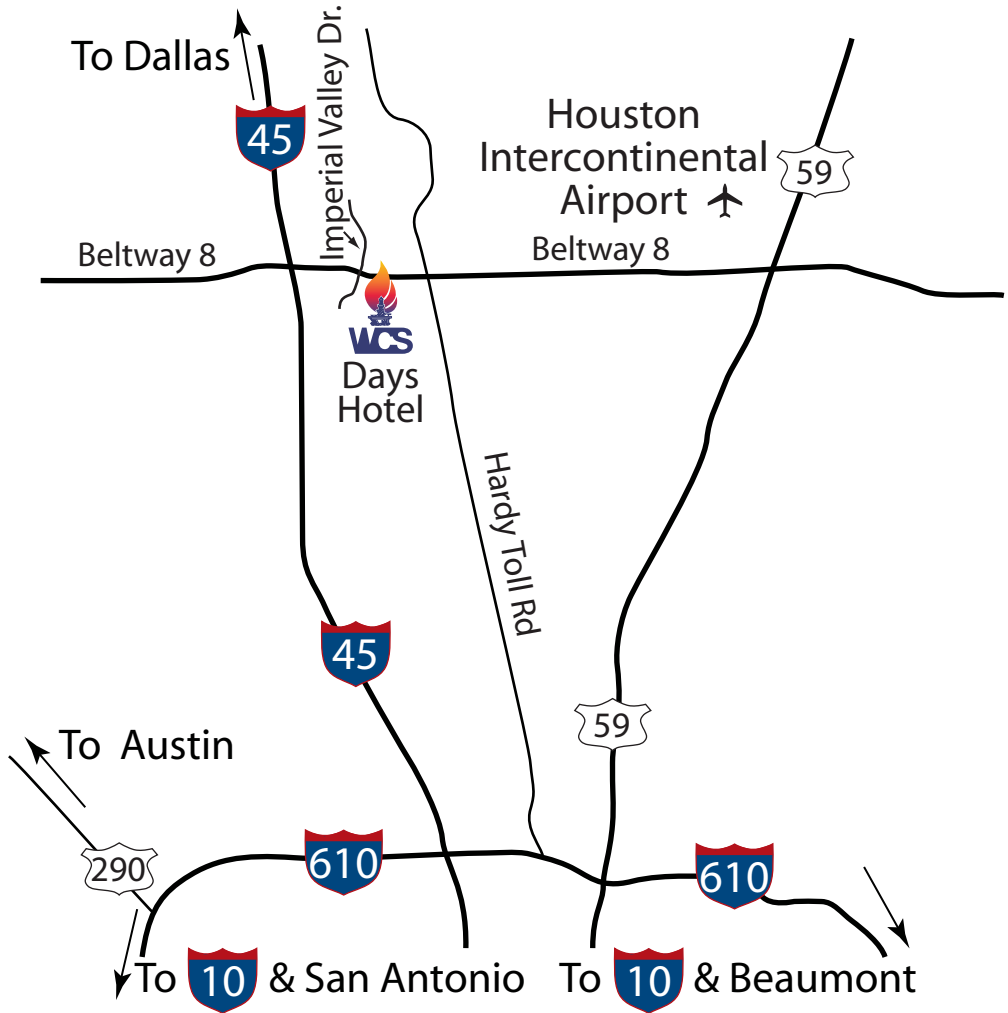 To Dallas
45
Imperial Valley Dr.
Houston
Intercontinental
Airport
59
Beltway 8
Beltway 8
WCS
Days
Hotel
Hardy Toll Rd
45
59
To Austin
290
610
610
To 10 & San Antonio
To 10 & Beaumont